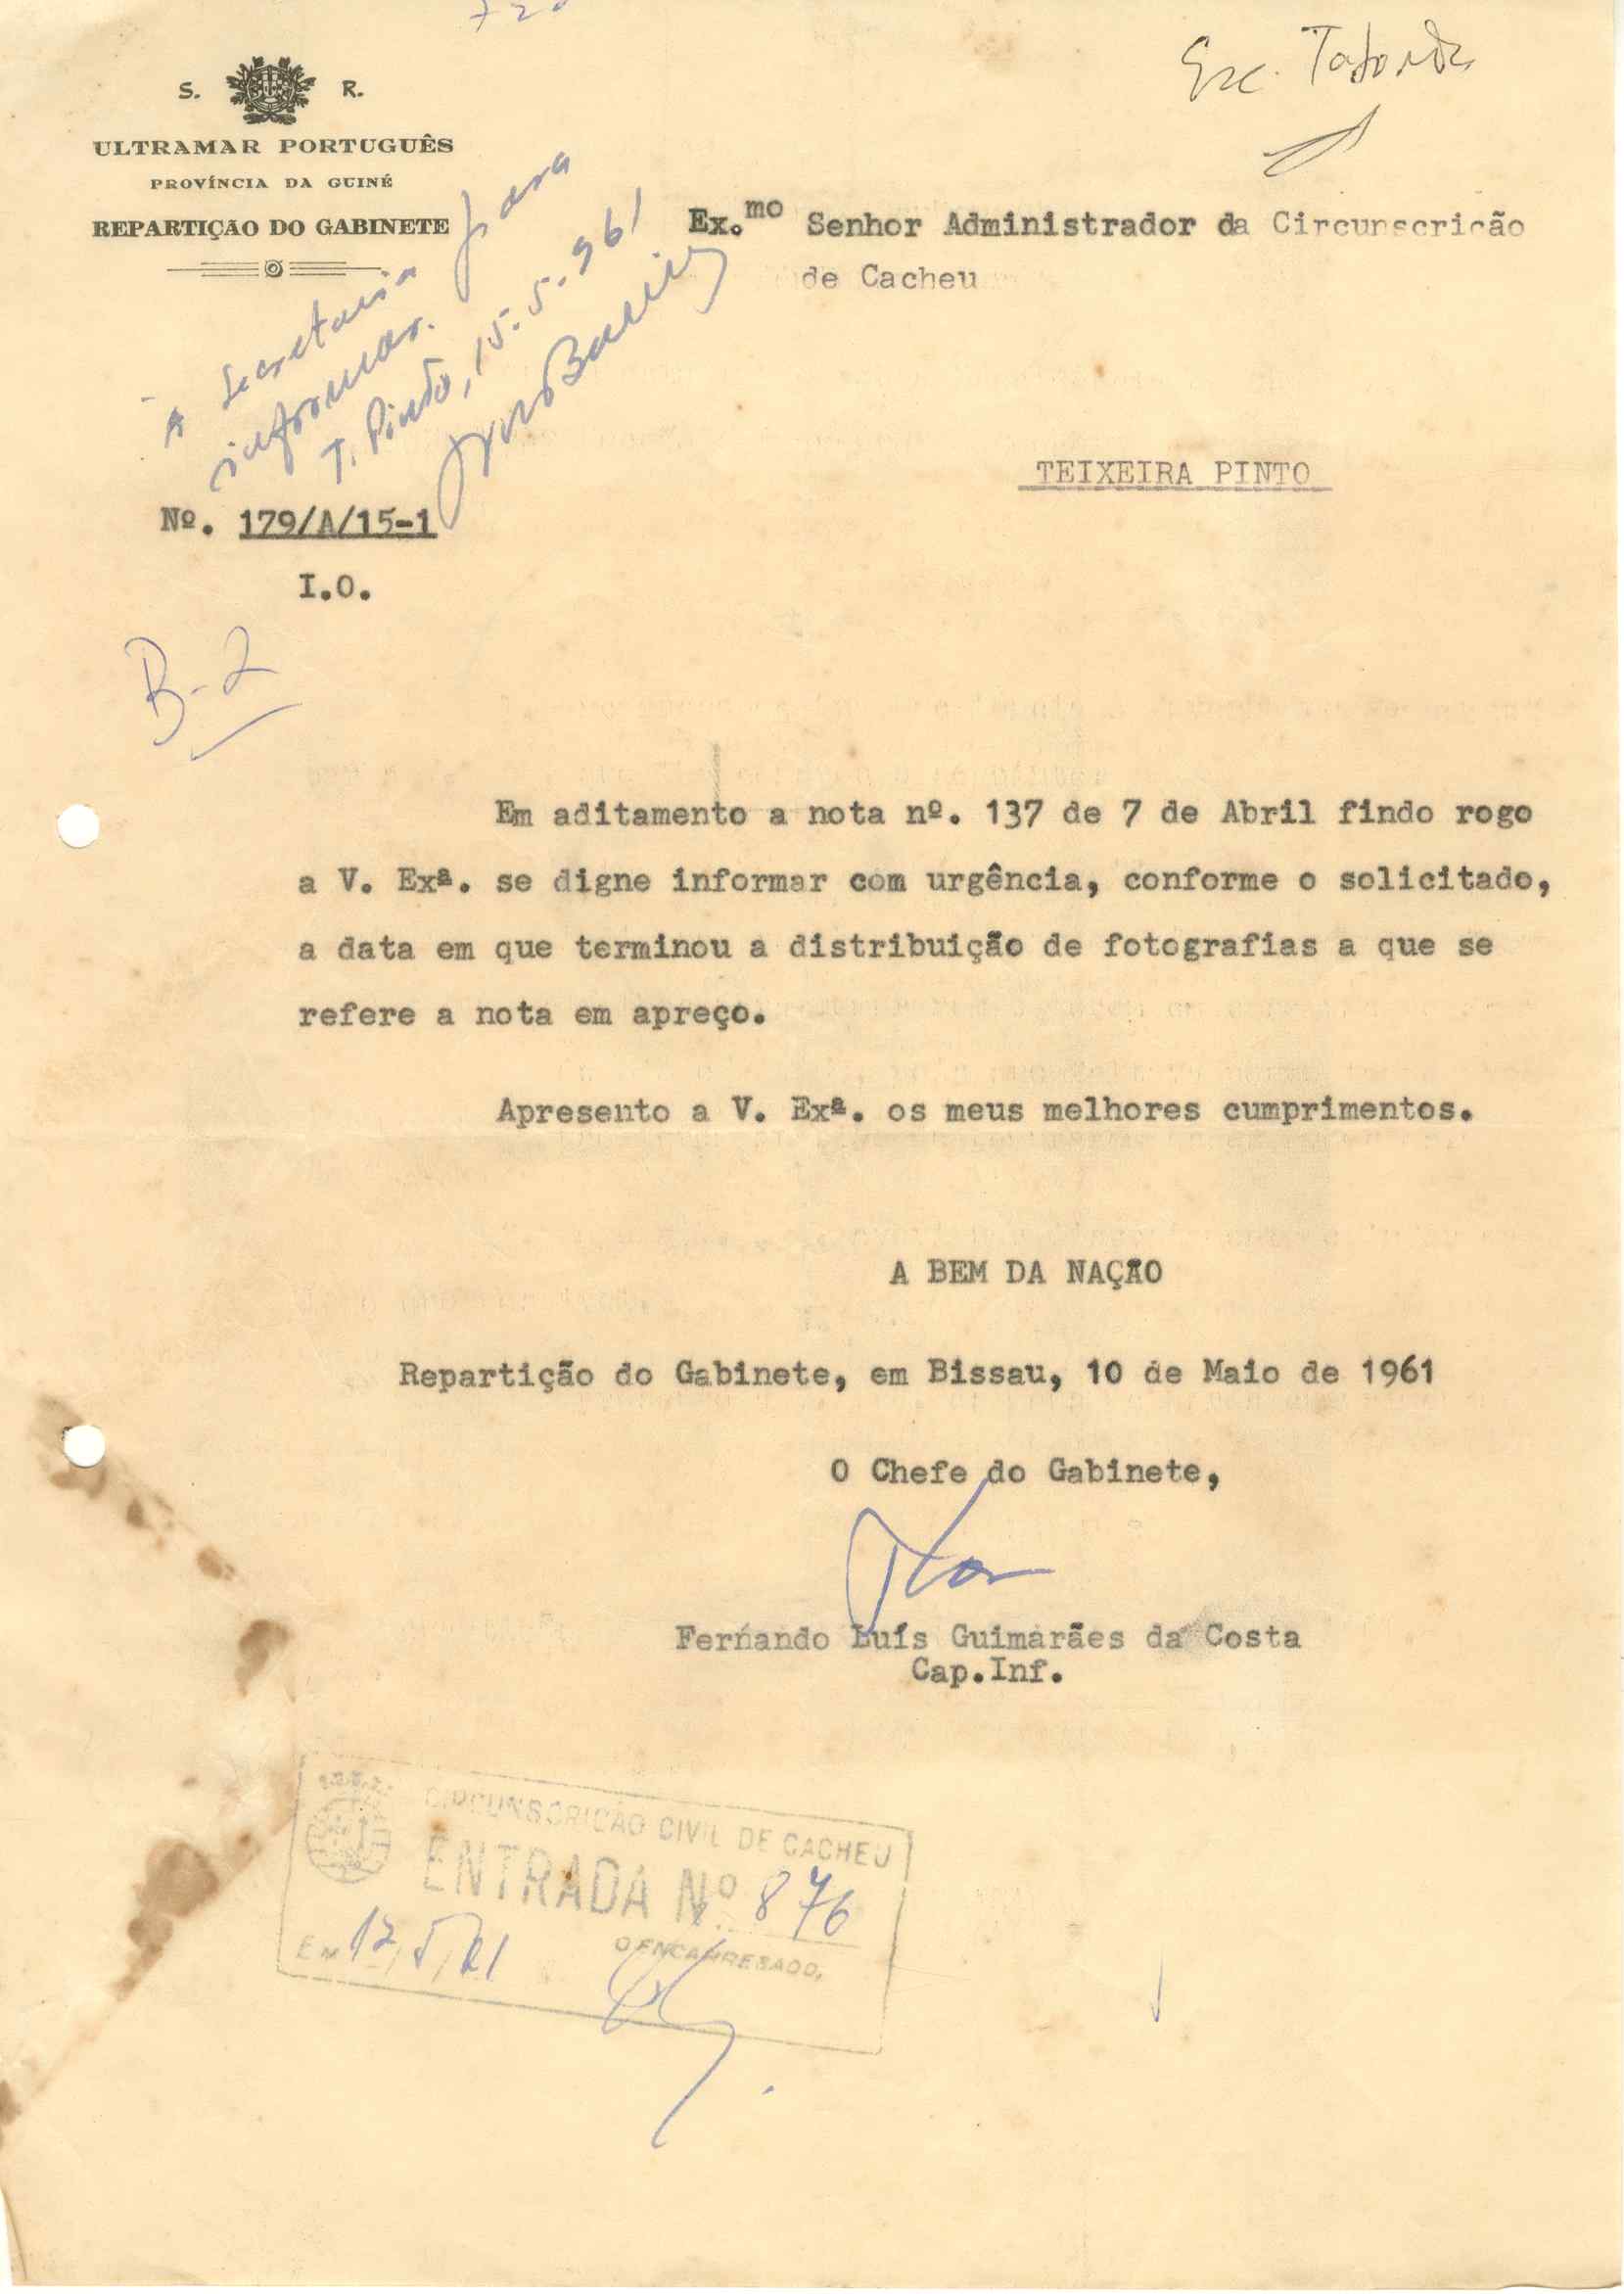 S. R.
ULTRAMAR PORTUGUÊS
PROVÍNCIA DA GUINÉ
REPARTIÇÃO DO GABINETE
À Secretaria para
informar.
T. Pinto, 15-5-961
Ex.mo Senhor Administrador da Circunscrição
de Cacheu
TEIXEIRA PINTO
Nº. 179/A/15-1
I.O.
B-2
Em aditamento a nota nº. 137 de 7 de Abril findo rogo
a V. Exª. se digne informar com urgência, conforme o solicitado,
a data em que terminou a distribuição de fotografias a que se
refere a nota em apreço.
Apresento a V. Exª. os meus melhores cumprimentos.
A BEM DA NAÇÃO
Repartição do Gabinete, em Bissau, 10 de Maio de 1961
O Chefe do Gabinete,
Fernando Luís Guimarães da Costa
Cap.Inf.
CIRCUNSCRIÇÃO CIVIL DE CACHEU
ENTRADA Nº 876
EM 12/5/61
O ENCARREGADO,